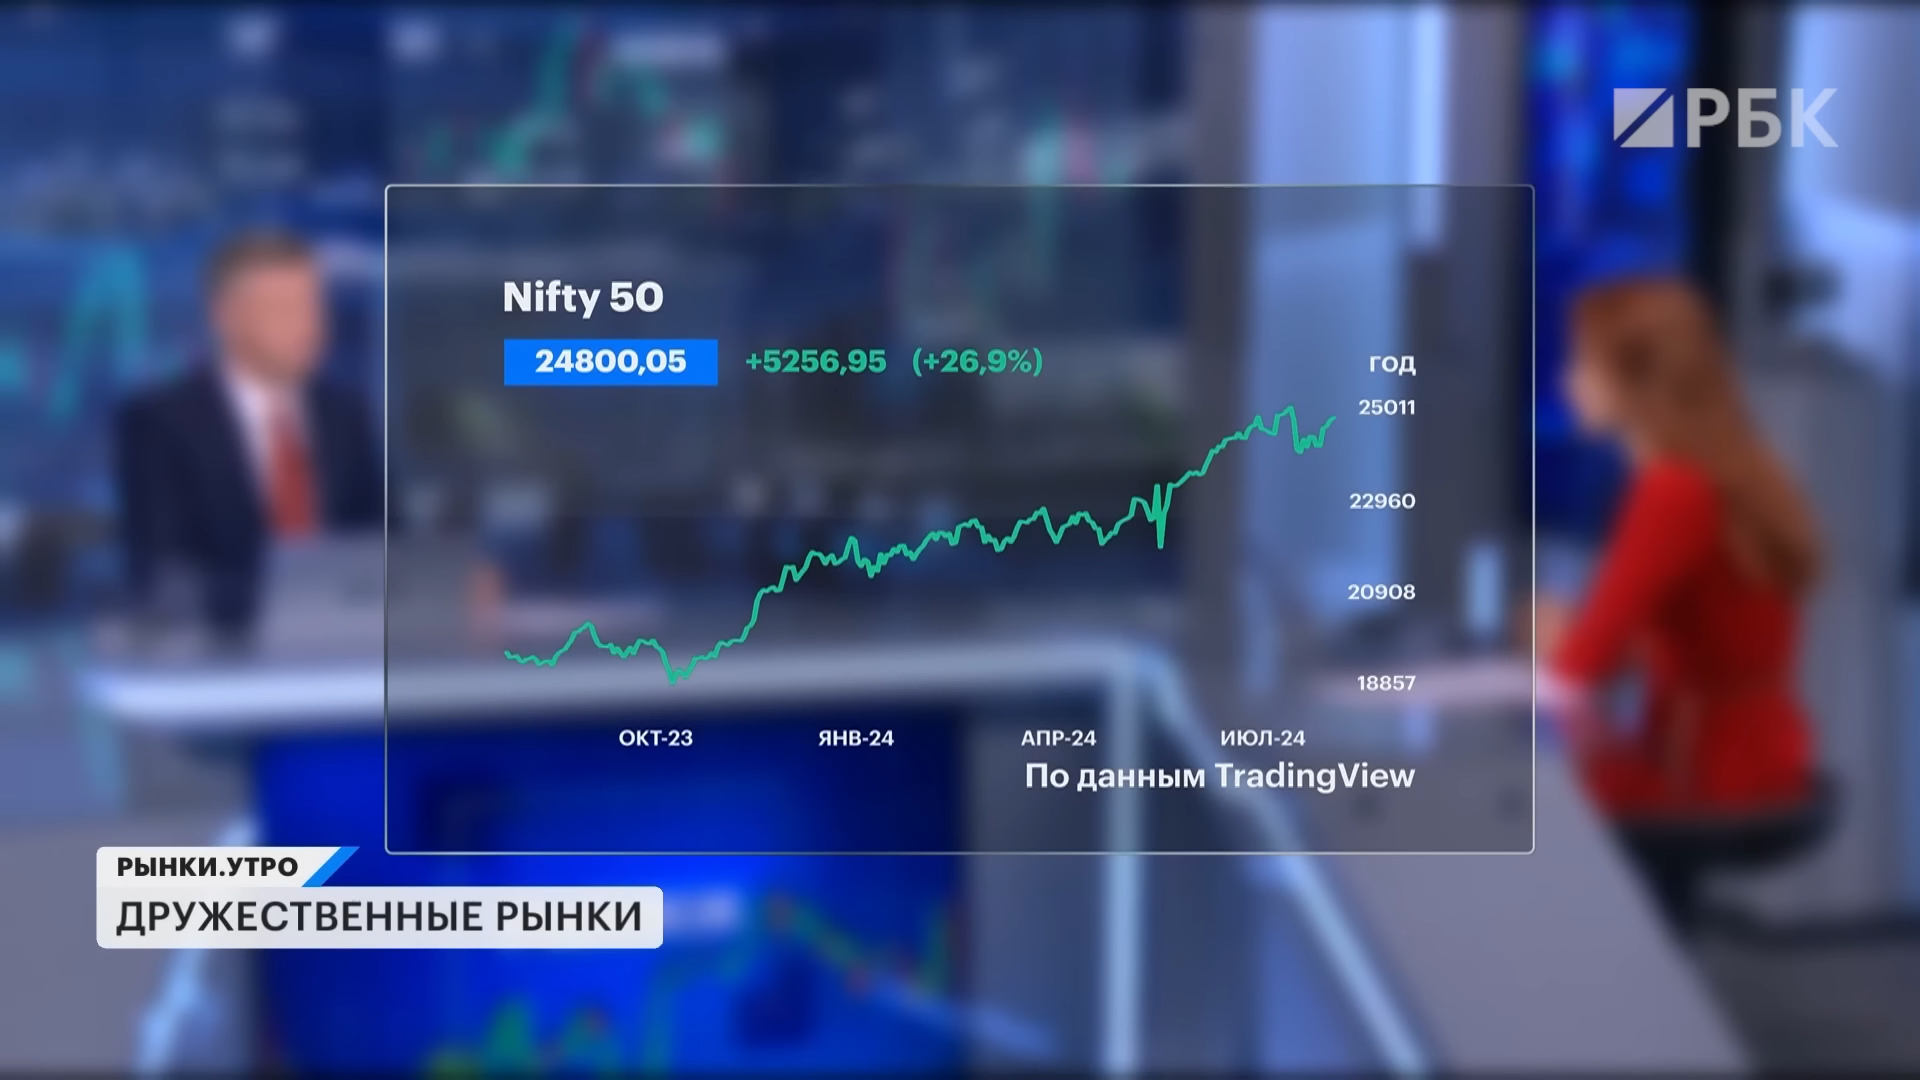 РБК
Nifty 50
24800,05 +5256,95 (+26,9%)
ГОД
25011
22960
20908
18857
ОКТ-23 ЯНВ-24 АПР-24 ИЮЛ-24
По данным TradingView
РЫНКИ.УТРО
ДРУЖЕСТВЕННЫЕ РЫНКИ